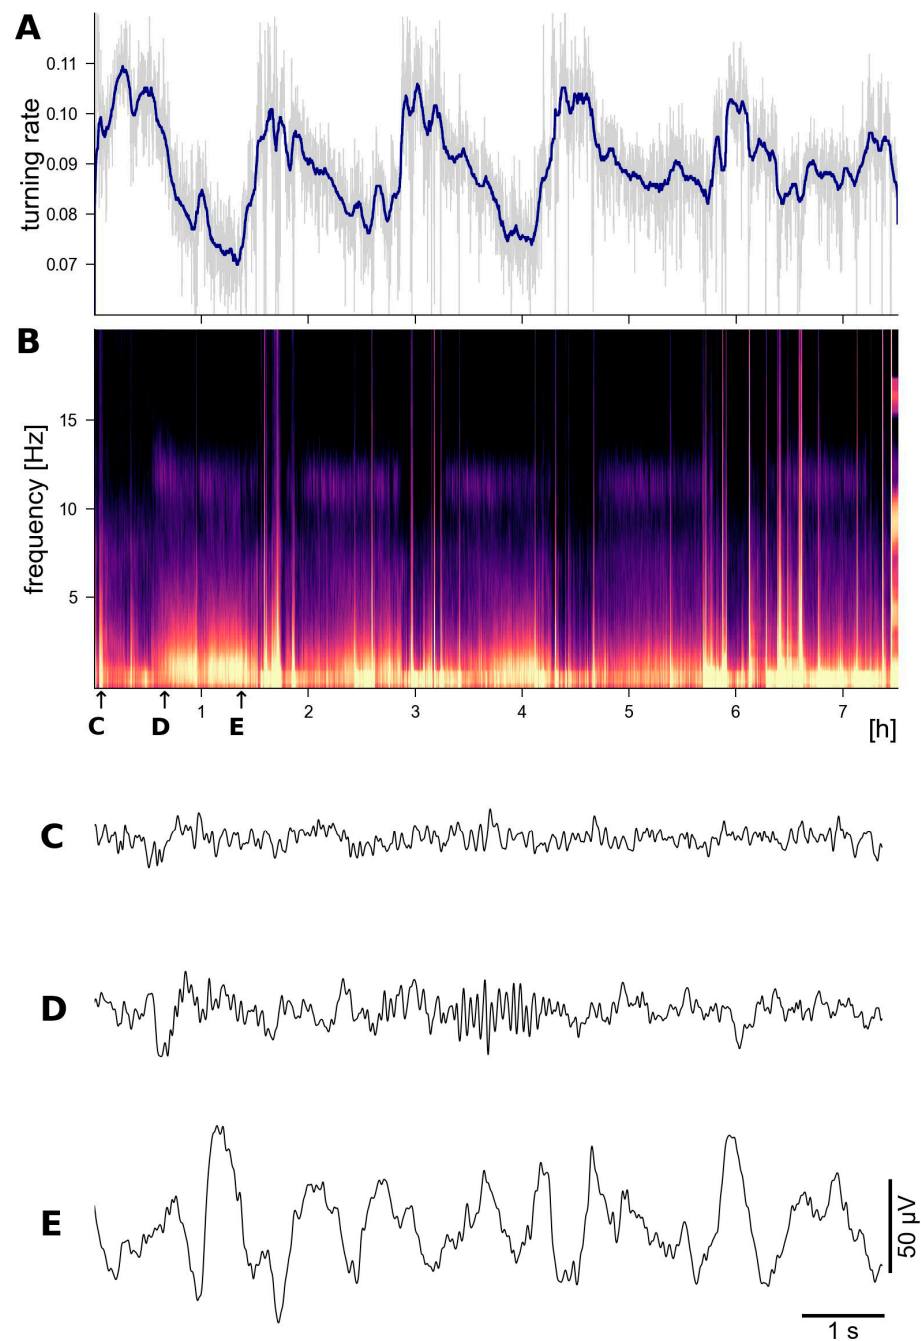 A
turning rate
0.11
0.10
0.09
0.08
0.07
B
frequency [Hz]
15
10
5
1 2 3 4 5 6 7
C D E
[h]
C
D
E
50 µV
1 s